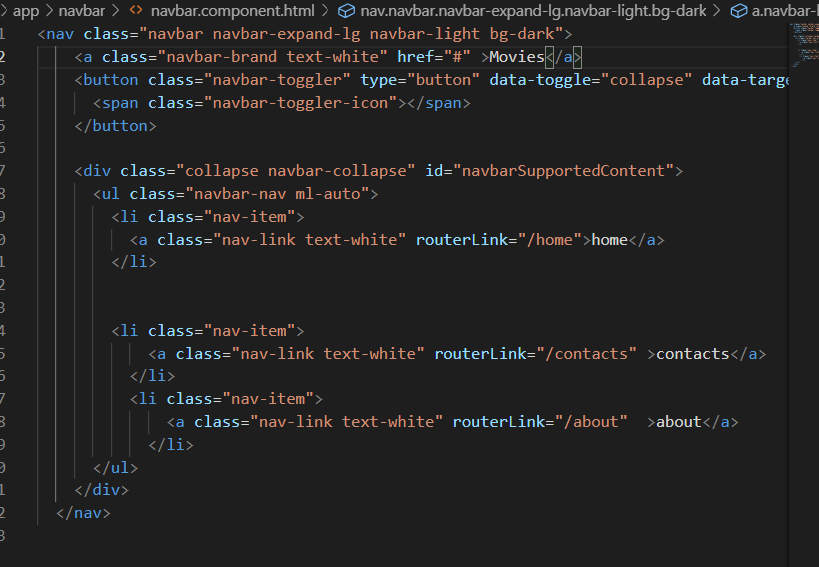 > app > navbar > <> navbar.component.html > nav.navbar.navbar-expand-lg.navbar-light.bg-dark > a.navbar-
1 <nav class="navbar navbar-expand-lg navbar-light bg-dark">
2 <a class="navbar-brand text-white" href="#" >Movies</a>
3 <button class="navbar-toggler" type="button" data-toggle="collapse" data-targe
4 <span class="navbar-toggler-icon"></span>
5 </button>
6
7 <div class="collapse navbar-collapse" id="navbarSupportedContent">
8 <ul class="navbar-nav ml-auto">
9 <li class="nav-item">
0 <a class="nav-link text-white" routerLink="/home">home</a>
1 </li>
2
3
4 <li class="nav-item">
5 <a class="nav-link text-white" routerLink="/contacts" >contacts</a>
6 </li>
7 <li class="nav-item">
8 <a class="nav-link text-white" routerLink="/about"  >about</a>
9 </li>
0 </ul>
1 </div>
2 </nav>
3